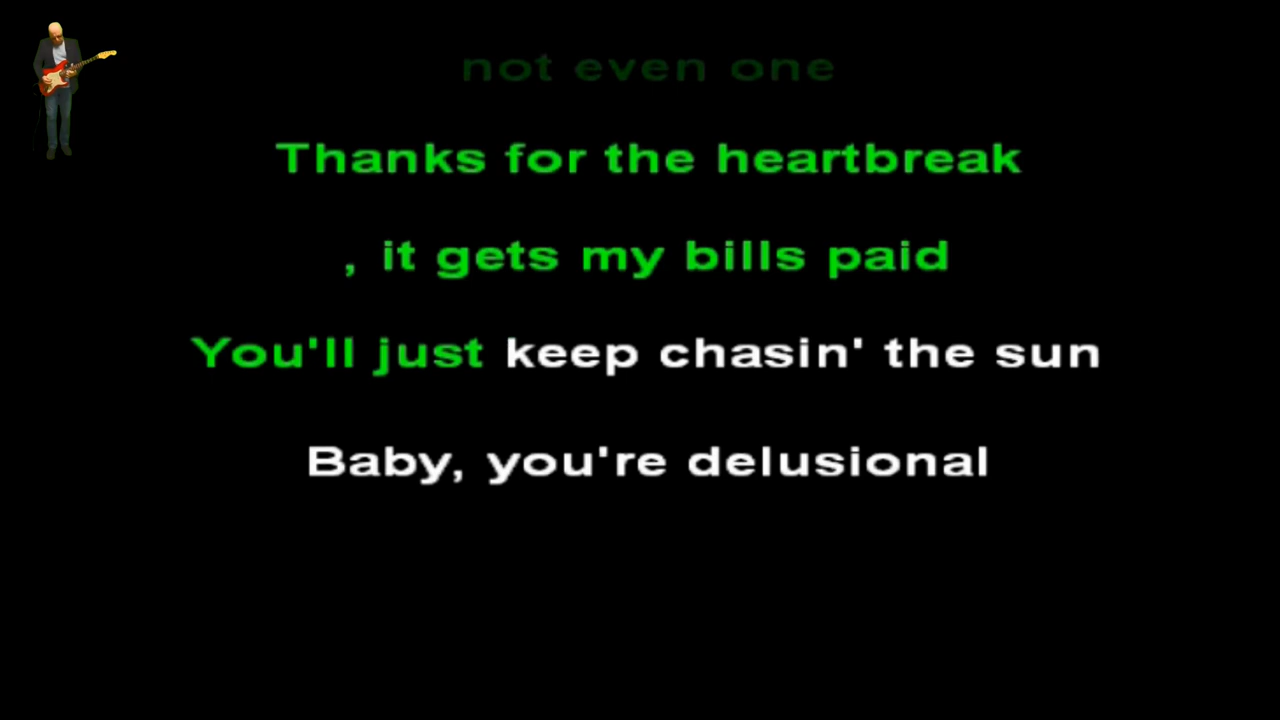 not even one
Thanks for the heartbreak
, it gets my bills paid
You'll just keep chasin' the sun
Baby, you're delusional